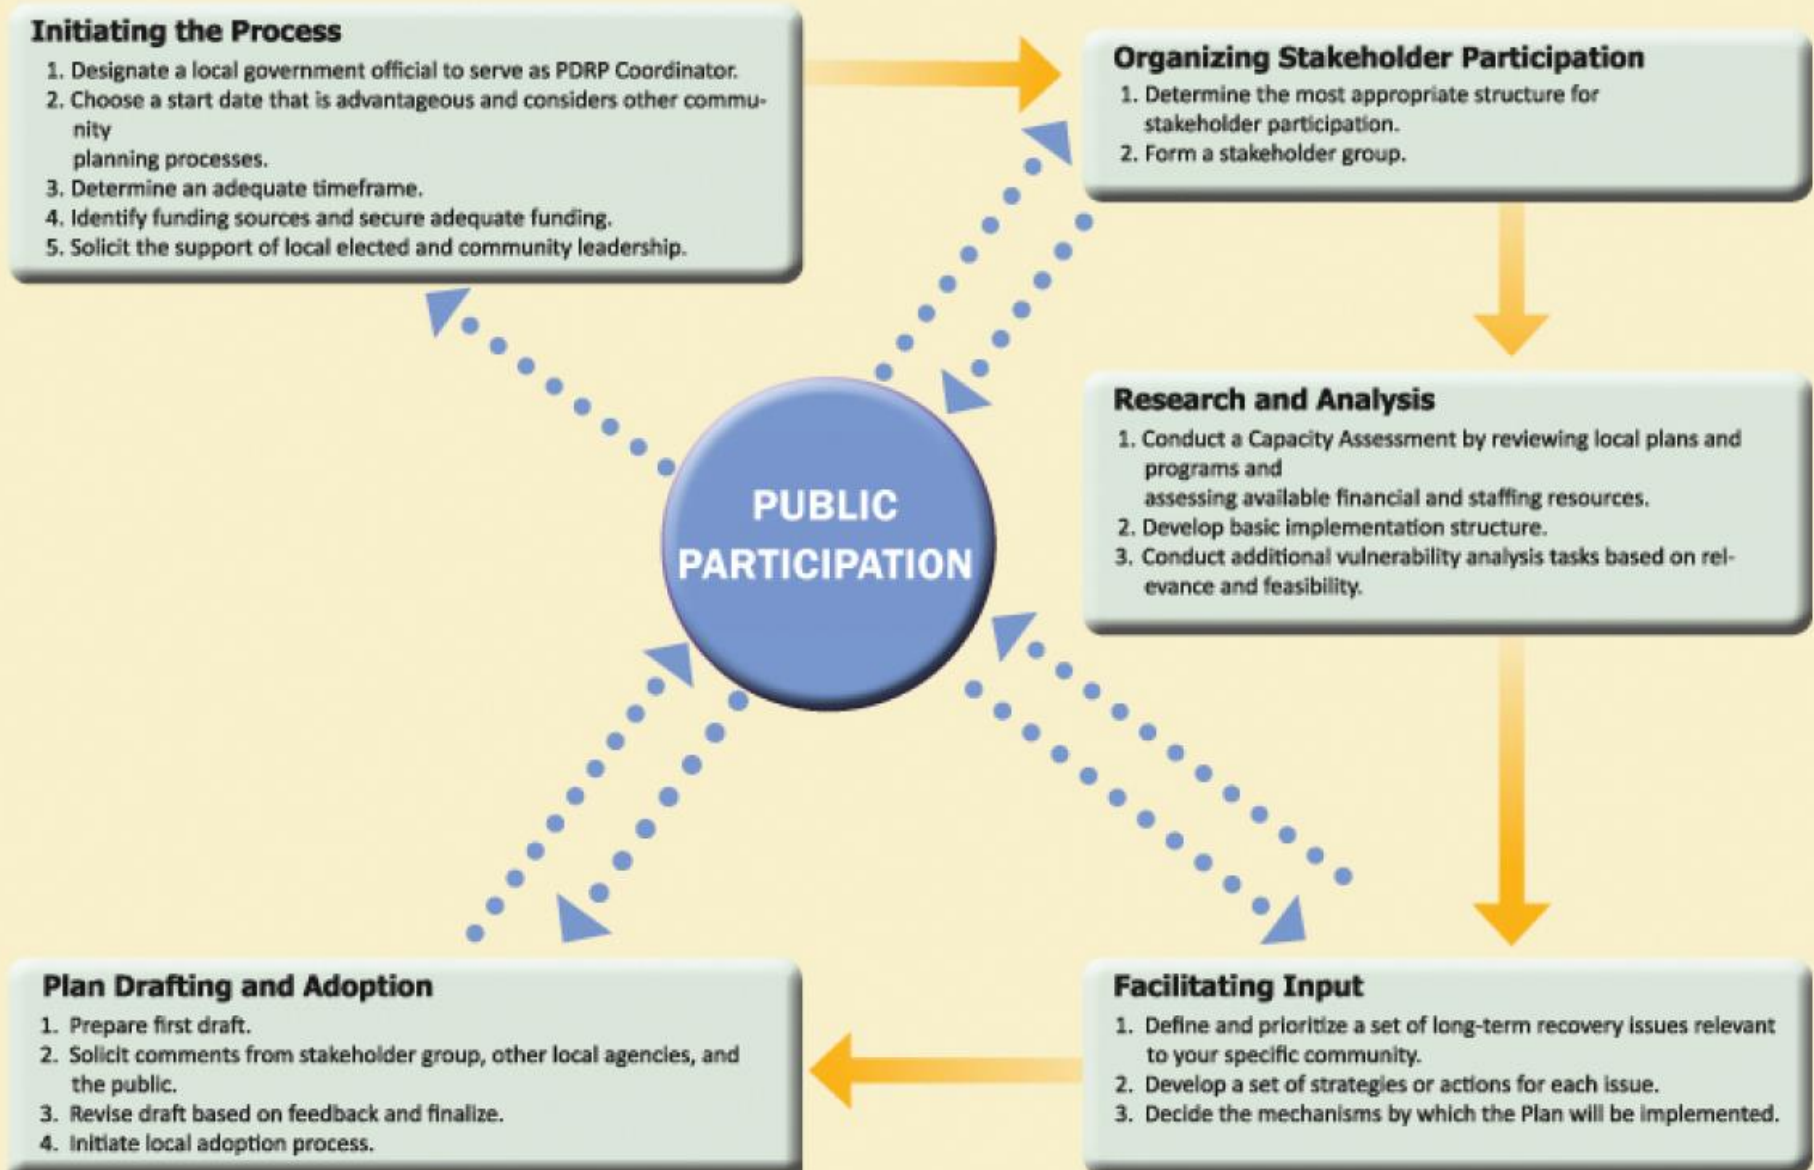 Initiating the Process
1. Designate a local government official to serve as PDRP Coordinator.
2. Choose a start date that is advantageous and considers other commu-
nity
planning processes.
3. Determine an adequate timeframe.
4. Identify funding sources and secure adequate funding.
5. Solicit the support of local elected and community leadership.
Organizing Stakeholder Participation
1. Determine the most appropriate structure for
stakeholder participation.
2. Form a stakeholder group.
Research and Analysis
1. Conduct a Capacity Assessment by reviewing local plans and
programs and
assessing available financial and staffing resources.
2. Develop basic implementation structure.
3. Conduct additional vulnerability analysis tasks based on rel-
evance and feasibility.
PUBLIC
PARTICIPATION
Facilitating Input
1. Define and prioritize a set of long-term recovery issues relevant
to your specific community.
2. Develop a set of strategies or actions for each issue.
3. Decide the mechanisms by which the Plan will be implemented.
Plan Drafting and Adoption
1. Prepare first draft.
2. Solicit comments from stakeholder group, other local agencies, and
the public.
3. Revise draft based on feedback and finalize.
4. Initiate local adoption process.